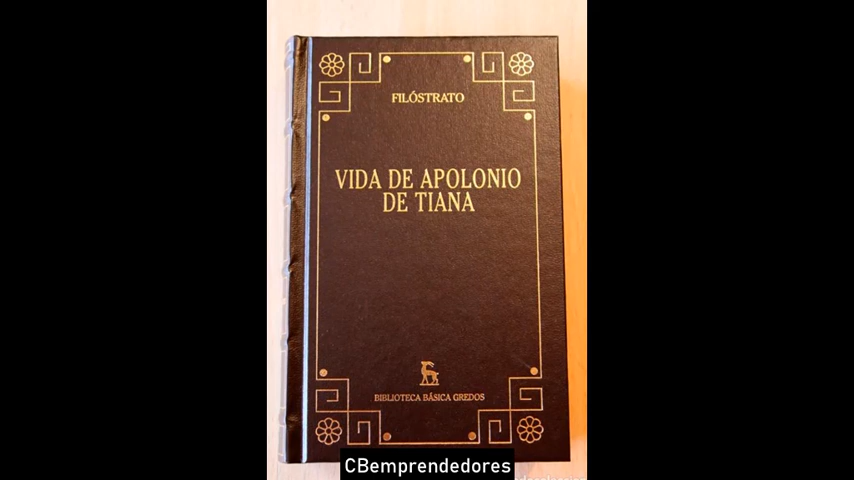 FILÓSTRATO
VIDA DE APOLONIO
DE TIANA
BIBLIOTECA BÁSICA GREDOS
CBemprendedores